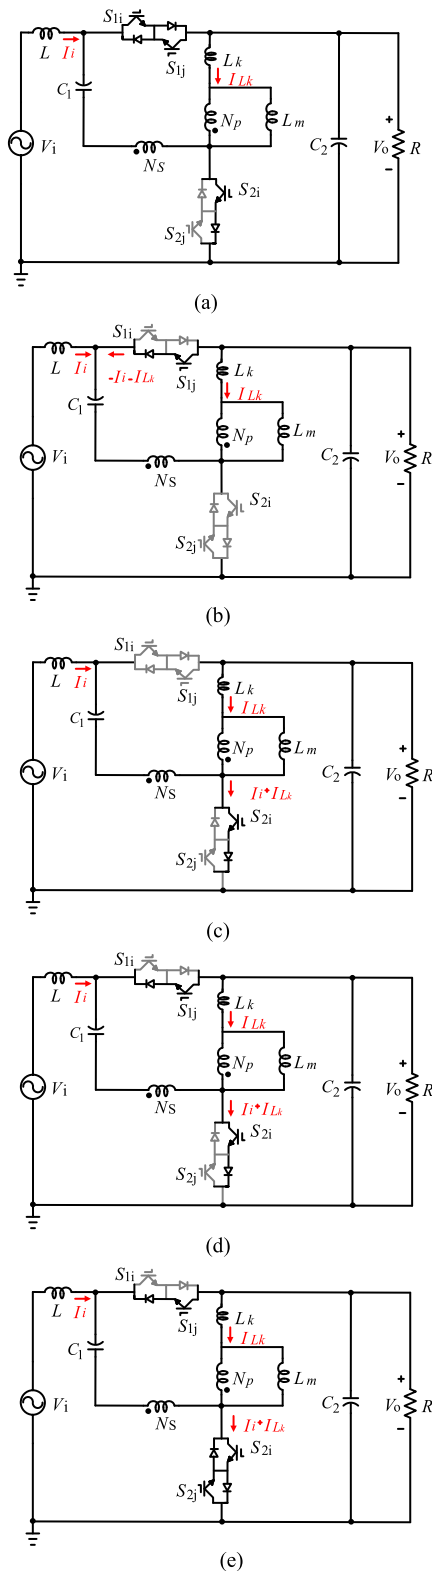 S1i
L Ii
C1
S1j
Lk
ILk
Np Lm
Vi
NS
C2
+
Vo
-
R
S2i
S2j
(a)
S1i
L Ii
-Ii-ILk
C1
S1j
Lk
ILk
Np Lm
Vi
NS
C2
+
Vo
-
R
S2i
S2j
(b)
S1i
L Ii
C1
S1j
Lk
ILk
Np Lm
Vi
NS
Ii+ILk
C2
+
Vo
-
R
S2i
S2j
(c)
S1i
L Ii
C1
S1j
Lk
ILk
Np Lm
Vi
NS
Ii+ILk
C2
+
Vo
-
R
S2i
S2j
(d)
S1i
L Ii
C1
S1j
Lk
ILk
Np Lm
Vi
NS
Ii+ILk
C2
+
Vo
-
R
S2i
S2j
(e)